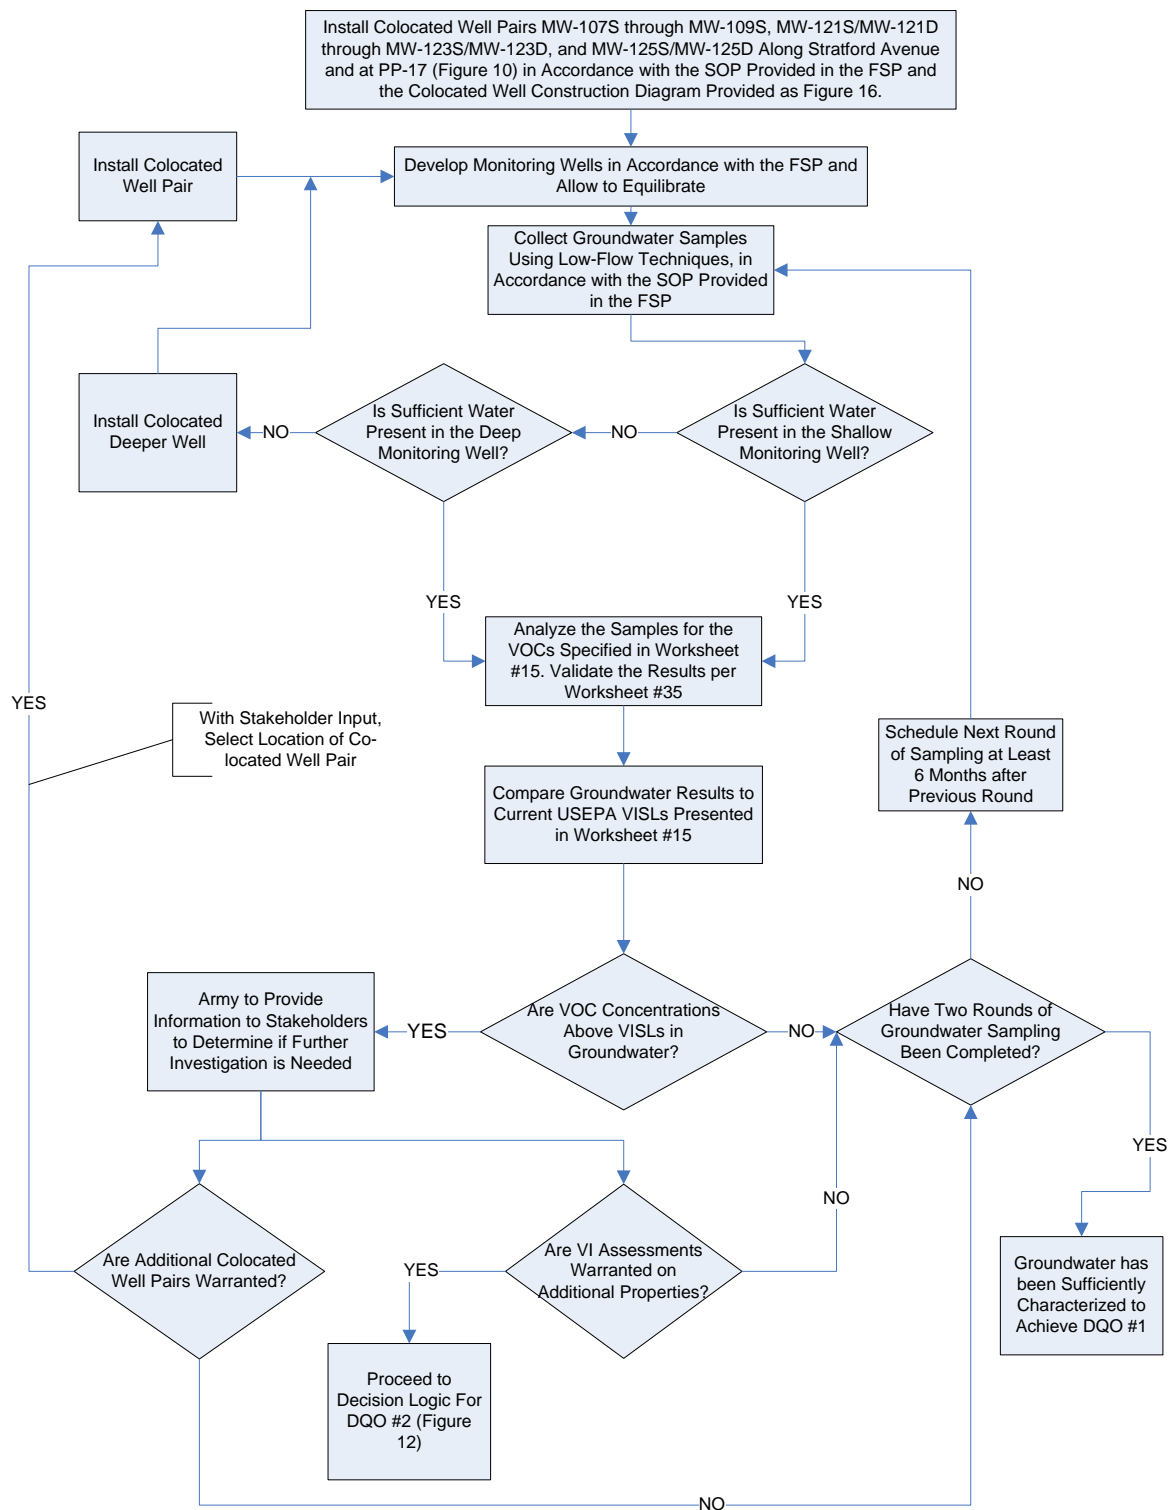 Install Colocated Well Pairs MW-107S through MW-109S, MW-121S/MW-121D
through MW-123S/MW-123D, and MW-125S/MW-125D Along Stratford Avenue
and at PP-17 (Figure 10) in Accordance with the SOP Provided in the FSP and
the Colocated Well Construction Diagram Provided as Figure 16.
Install Colocated
Well Pair
Develop Monitoring Wells in Accordance with the FSP and
Allow to Equilibrate
Collect Groundwater Samples
Using Low-Flow Techniques, in
Accordance with the SOP Provided
in the FSP
Install Colocated
Deeper Well
NO
Is Sufficient Water
Present in the Deep
Monitoring Well?
NO
Is Sufficient Water
Present in the Shallow
Monitoring Well?
YES
YES
Analyze the Samples for the
VOCs Specified in Worksheet
#15. Validate the Results per
Worksheet #35
YES
With Stakeholder Input,
Select Location of Co-
located Well Pair
Schedule Next Round
of Sampling at Least
6 Months after
Previous Round
Compare Groundwater Results to
Current USEPA VISLs Presented
in Worksheet #15
NO
Army to Provide
Information to Stakeholders
to Determine if Further
Investigation is Needed
YES
Are VOC Concentrations
Above VISLs in
Groundwater?
NO
Have Two Rounds of
Groundwater Sampling
Been Completed?
YES
NO
Are Additional Colocated
Well Pairs Warranted?
YES
Are VI Assessments
Warranted on
Additional Properties?
Groundwater has
been Sufficiently
Characterized to
Achieve DQO #1
Proceed to
Decision Logic For
DQO #2 (Figure
12)
NO